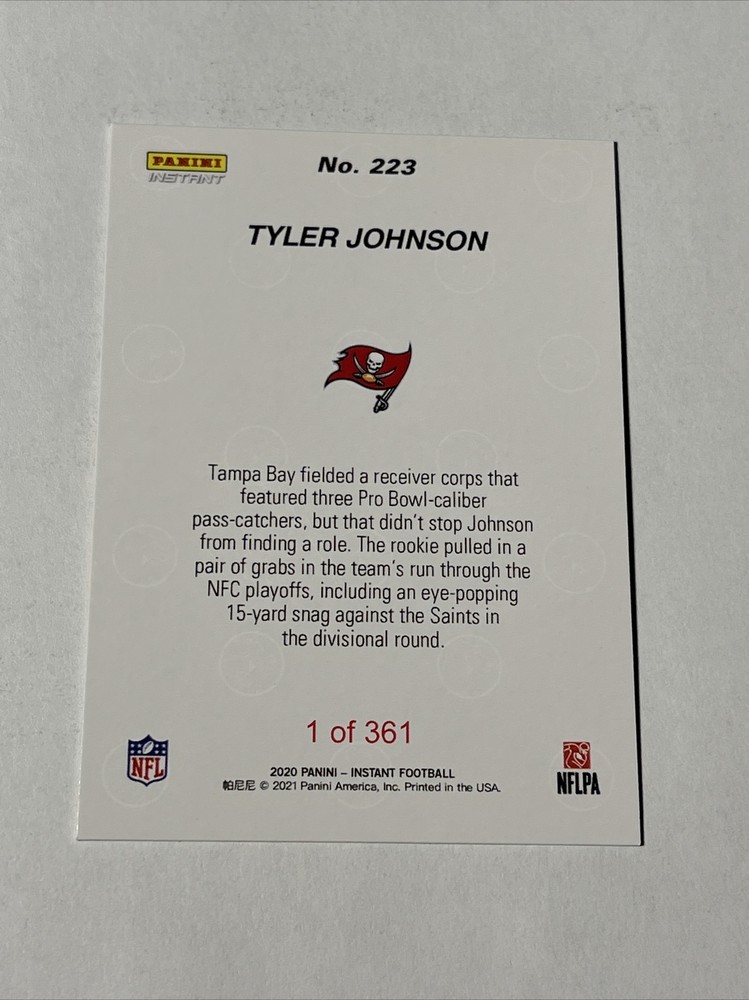 PANINI
INSTANT
No. 223
TYLER JOHNSON
Tampa Bay fielded a receiver corps that
featured three Pro Bowl-caliber
pass-catchers, but that didn't stop Johnson
from finding a role. The rookie pulled in a
pair of grabs in the team's run through the
NFC playoffs, including an eye-popping
15-yard snag against the Saints in
the divisional round.
1 of 361
NFL
2020 PANINI – INSTANT FOOTBALL
帕尼尼 © 2021 Panini America, Inc. Printed in the USA.
NFLPA